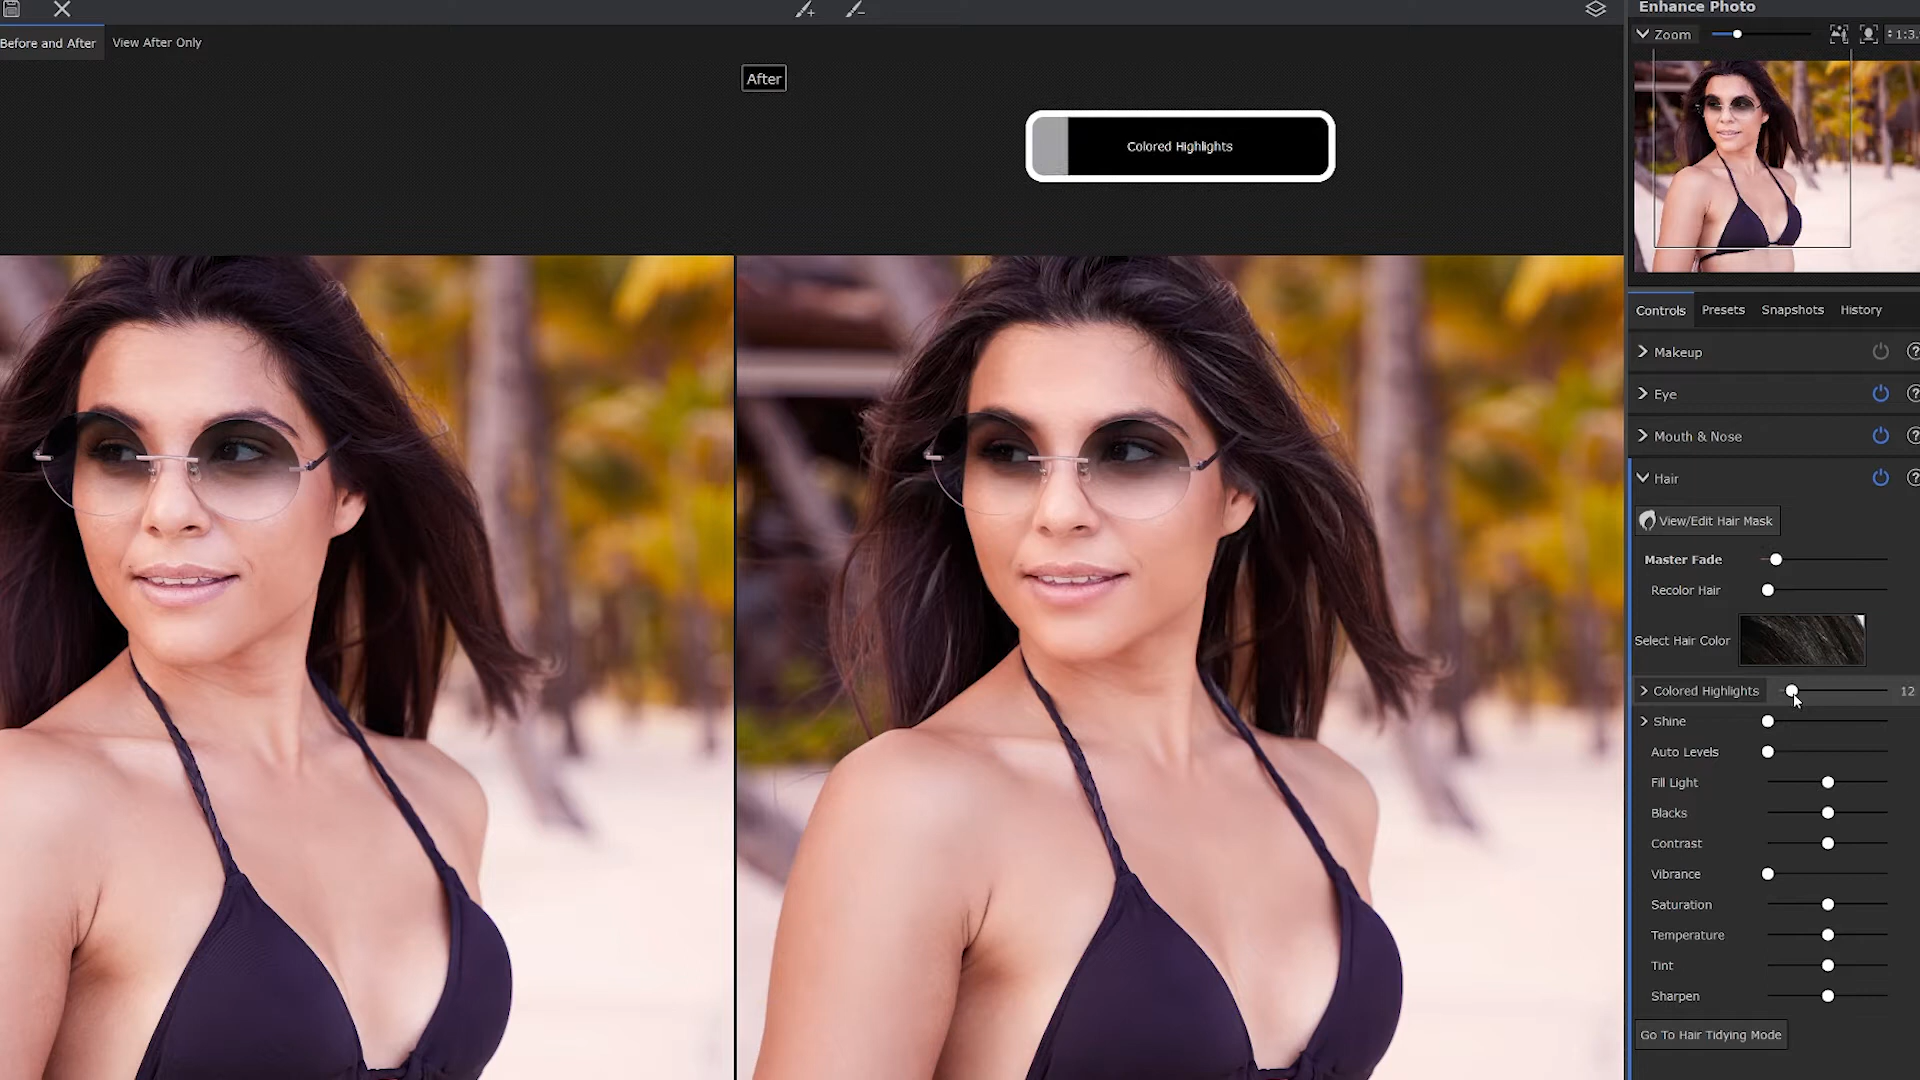 Enhance Photo
Before and After
View After Only
Zoom
1:3.
After
Colored Highlights
Controls
Presets
Snapshots
History
Makeup
Eye
Mouth & Nose
Hair
View/Edit Hair Mask
Master Fade
Recolor Hair
Select Hair Color
Colored Highlights
12
Shine
Auto Levels
Fill Light
Blacks
Contrast
Vibrance
Saturation
Temperature
Tint
Sharpen
Go To Hair Tidying Mode